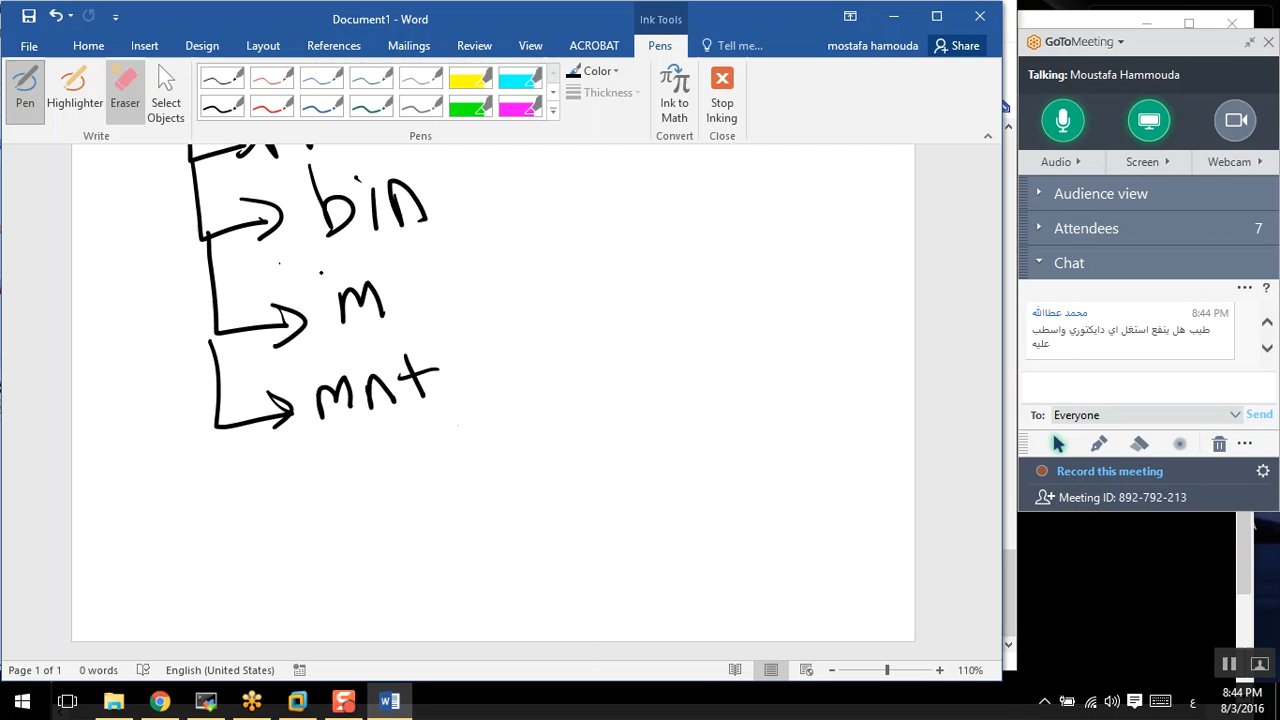 Document1 - Word
Ink Tools
File
Home
Insert
Design
Layout
References
Mailings
Review
View
ACROBAT
Pens
Tell me...
mostafa hamouda
Share
Pen
Highlighter
Eraser
Select Objects
Color
Thickness
Ink to Math
Stop Inking
Write
Pens
Convert
Close
bin
m
mnt
Page 1 of 1
0 words
English (United States)
110%
GoToMeeting
Talking: Moustafa Hammouda
Audio
Screen
Webcam
Audience view
Attendees
7
Chat
محمد عطاالله
8:44 PM
طيب هل ينفع استغل اي دايكتوري واسطب
عليه
To:
Everyone
Send
Record this meeting
Meeting ID: 892-792-213
ع
8:44 PM
8/3/2016